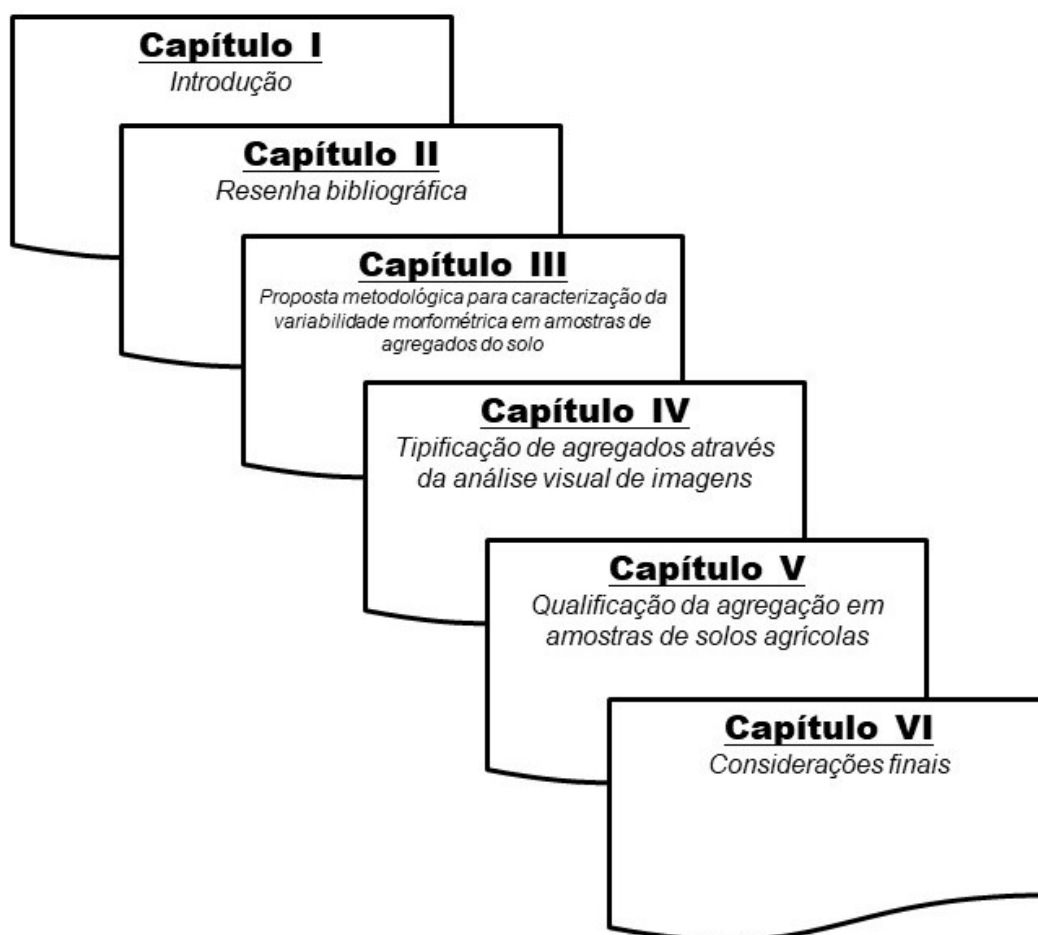 Capítulo I
Introdução
Capítulo II
Resenha bibliográfica
Capítulo III
Proposta metodológica para caracterização da
variabilidade morfométrica em amostras de
agregados do solo
Capítulo IV
Tipificação de agregados através
da análise visual de imagens
Capítulo V
Qualificação da agregação em
amostras de solos agrícolas
Capítulo VI
Considerações finais